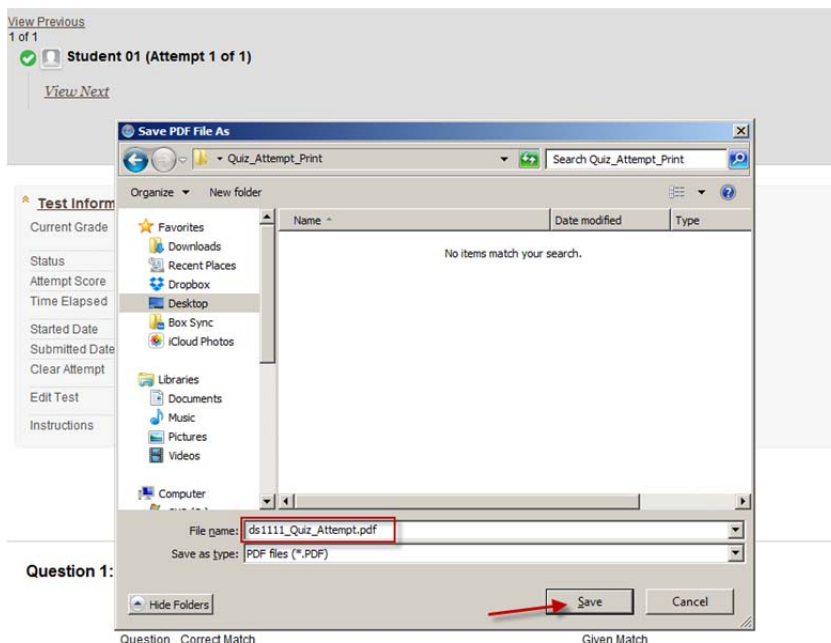 View Previous
1 of 1
Student 01 (Attempt 1 of 1)
View Next
Save PDF File As
Quiz_Attempt_Print
Search Quiz_Attempt_Print
Organize New folder
Test Inform
Current Grade
Status
Attempt Score
Time Elapsed
Started Date
Submitted Date
Clear Attempt
Edit Test
Instructions
Favorites
Downloads
Recent Places
Dropbox
Desktop
Box Sync
iCloud Photos
Libraries
Documents
Music
Pictures
Videos
Computer
Name Date modified Type
No items match your search.
File name: ds1111_Quiz_Attempt.pdf
Save as type: PDF files (*.PDF)
Hide Folders Save Cancel
Question 1:
Question Correct Match Given Match